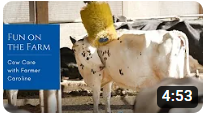 FUN ON
THE FARM
Cow Care
with Farmer
Caroline
4:53